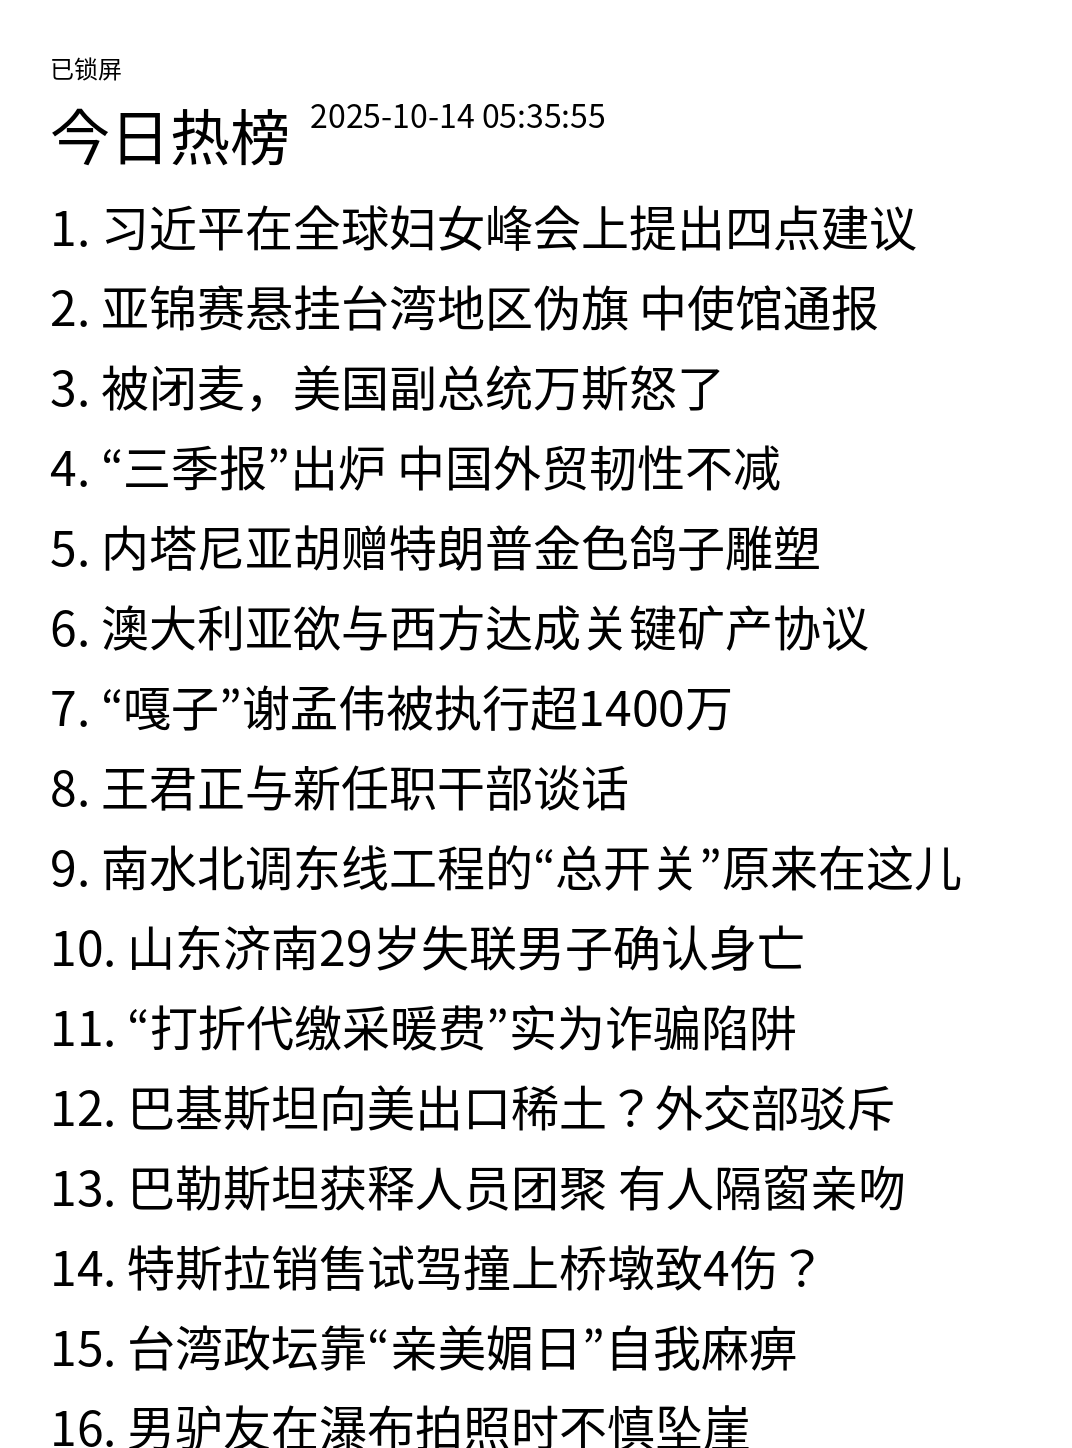 已锁屏
今日热榜 2025-10-14 05:35:55
1. 习近平在全球妇女峰会上提出四点建议
2. 亚锦赛悬挂台湾地区伪旗 中使馆通报
3. 被闭麦，美国副总统万斯怒了
4. “三季报”出炉 中国外贸韧性不减
5. 内塔尼亚胡赠特朗普金色鸽子雕塑
6. 澳大利亚欲与西方达成关键矿产协议
7. “嘎子”谢孟伟被执行超1400万
8. 王君正与新任职干部谈话
9. 南水北调东线工程的“总开关”原来在这儿
10. 山东济南29岁失联男子确认身亡
11. “打折代缴采暖费”实为诈骗陷阱
12. 巴基斯坦向美出口稀土？外交部驳斥
13. 巴勒斯坦获释人员团聚 有人隔窗亲吻
14. 特斯拉销售试驾撞上桥墩致4伤？
15. 台湾政坛靠“亲美媚日”自我麻痹
16. 男驴友在瀑布拍照时不慎坠崖